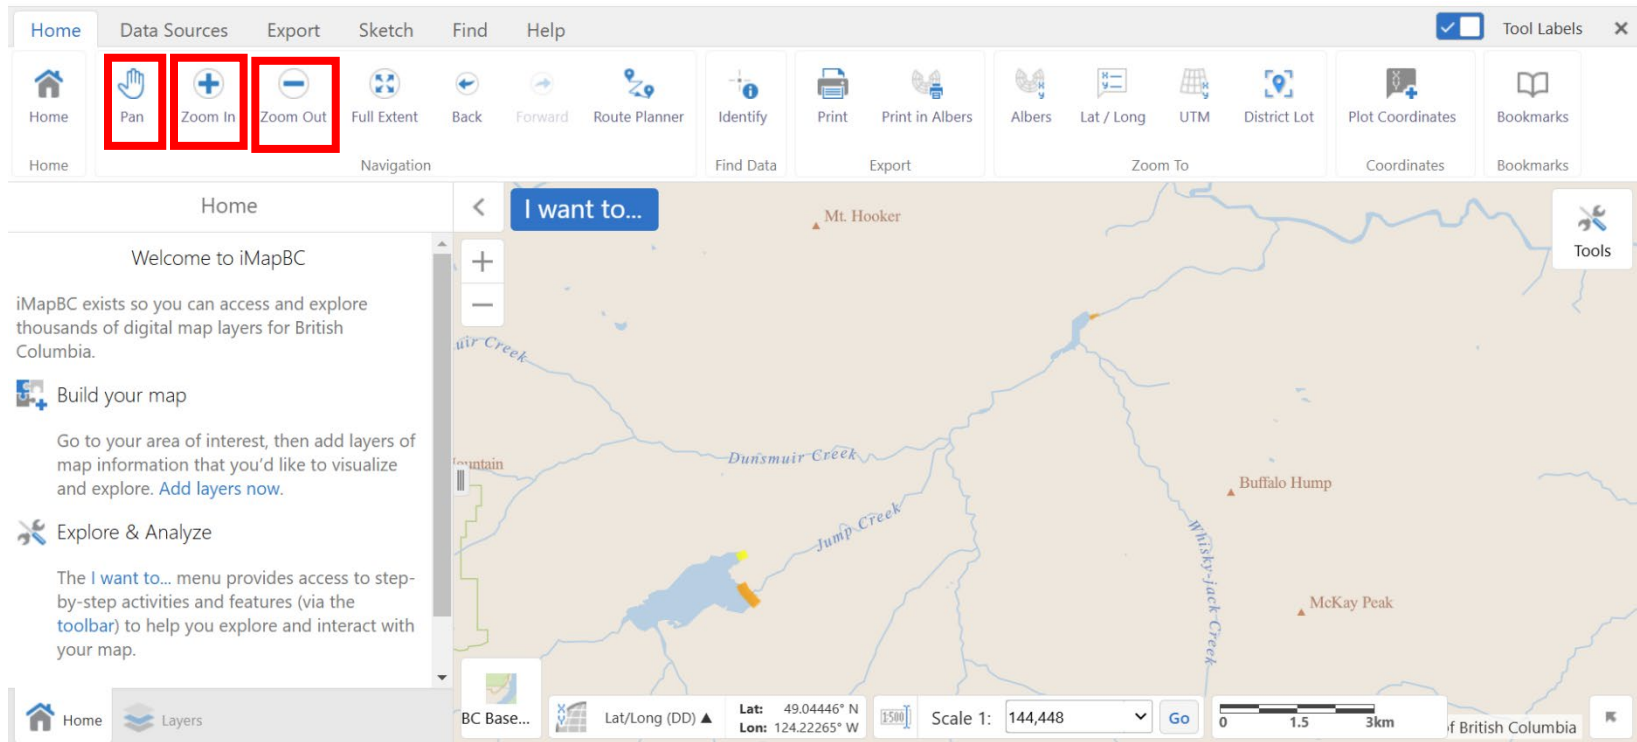 Home Data Sources Export Sketch Find Help Tool Labels
Home Pan Zoom In Zoom Out Full Extent Back Forward Route Planner Identify Print Print in Albers Albers Lat / Long UTM District Lot Plot Coordinates Bookmarks
Home Navigation Find Data Export Zoom To Coordinates Bookmarks
Home
Welcome to iMapBC
iMapBC exists so you can access and explore
thousands of digital map layers for British
Columbia.
Build your map
Go to your area of interest, then add layers of
map information that you'd like to visualize
and explore. Add layers now.
Explore & Analyze
The I want to... menu provides access to step-
by-step activities and features (via the
toolbar) to help you explore and interact with
your map.
Home Layers
I want to...
Tools
Mt. Hooker
uir Creek
ountain
Dunsmuir Creek
Jump Creek
Buffalo Hump
Whisky-jack Creek
McKay Peak
BC Base...
Lat/Long (DD)
Lat: 49.04446° N
Lon: 124.22265° W
1:500
Scale 1: 144,448 Go
0 1.5 3km
of British Columbia